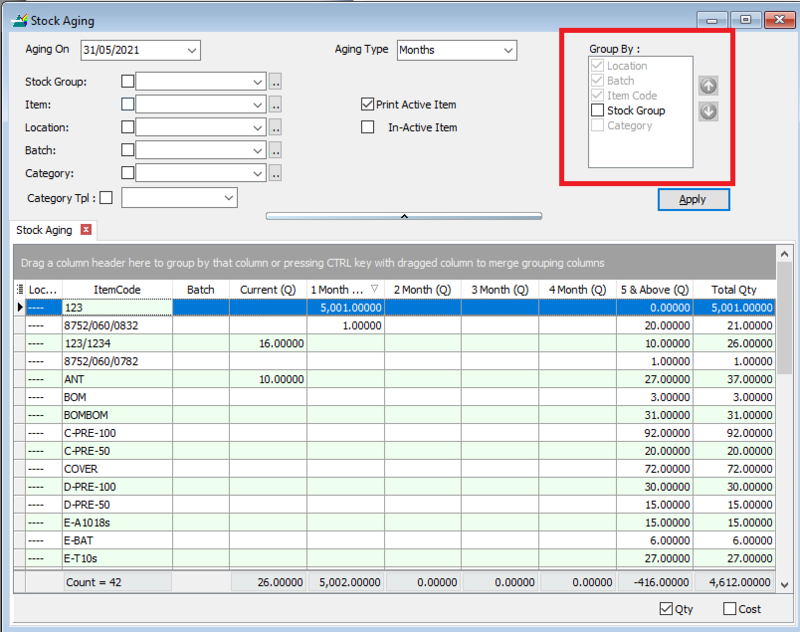 Stock Aging
Aging On 31/05/2021 Aging Type Months Group By :
Location
Batch
Item Code
Stock Group
Category
Stock Group: ..
Item: .. Print Active Item
Location: .. In-Active Item
Batch: ..
Category: ..
Category Tpl :
Apply
Stock Aging
Drag a column header here to group by that column or pressing CTRL key with dragged column to merge grouping columns
Loc... ItemCode Batch Current (Q) 1 Month ... 2 Month (Q) 3 Month (Q) 4 Month (Q) 5 & Above (Q) Total Qty
---- 123 5,001.00000 0.00000 5,001.00000
---- 8752/060/0832 1.00000 20.00000 21.00000
---- 123/1234 16.00000 10.00000 26.00000
---- 8752/060/0782 1.00000 1.00000
---- ANT 10.00000 27.00000 37.00000
---- BOM 3.00000 3.00000
---- BOMBOM 31.00000 31.00000
---- C-PRE-100 92.00000 92.00000
---- C-PRE-50 20.00000 20.00000
---- COVER 72.00000 72.00000
---- D-PRE-100 30.00000 30.00000
---- D-PRE-50 15.00000 15.00000
---- E-A1018s 15.00000 15.00000
---- E-BAT 6.00000 6.00000
---- E-T10s 27.00000 27.00000
Count = 42 26.00000 5,002.00000 0.00000 0.00000 0.00000 -416.00000 4,612.00000
Qty Cost